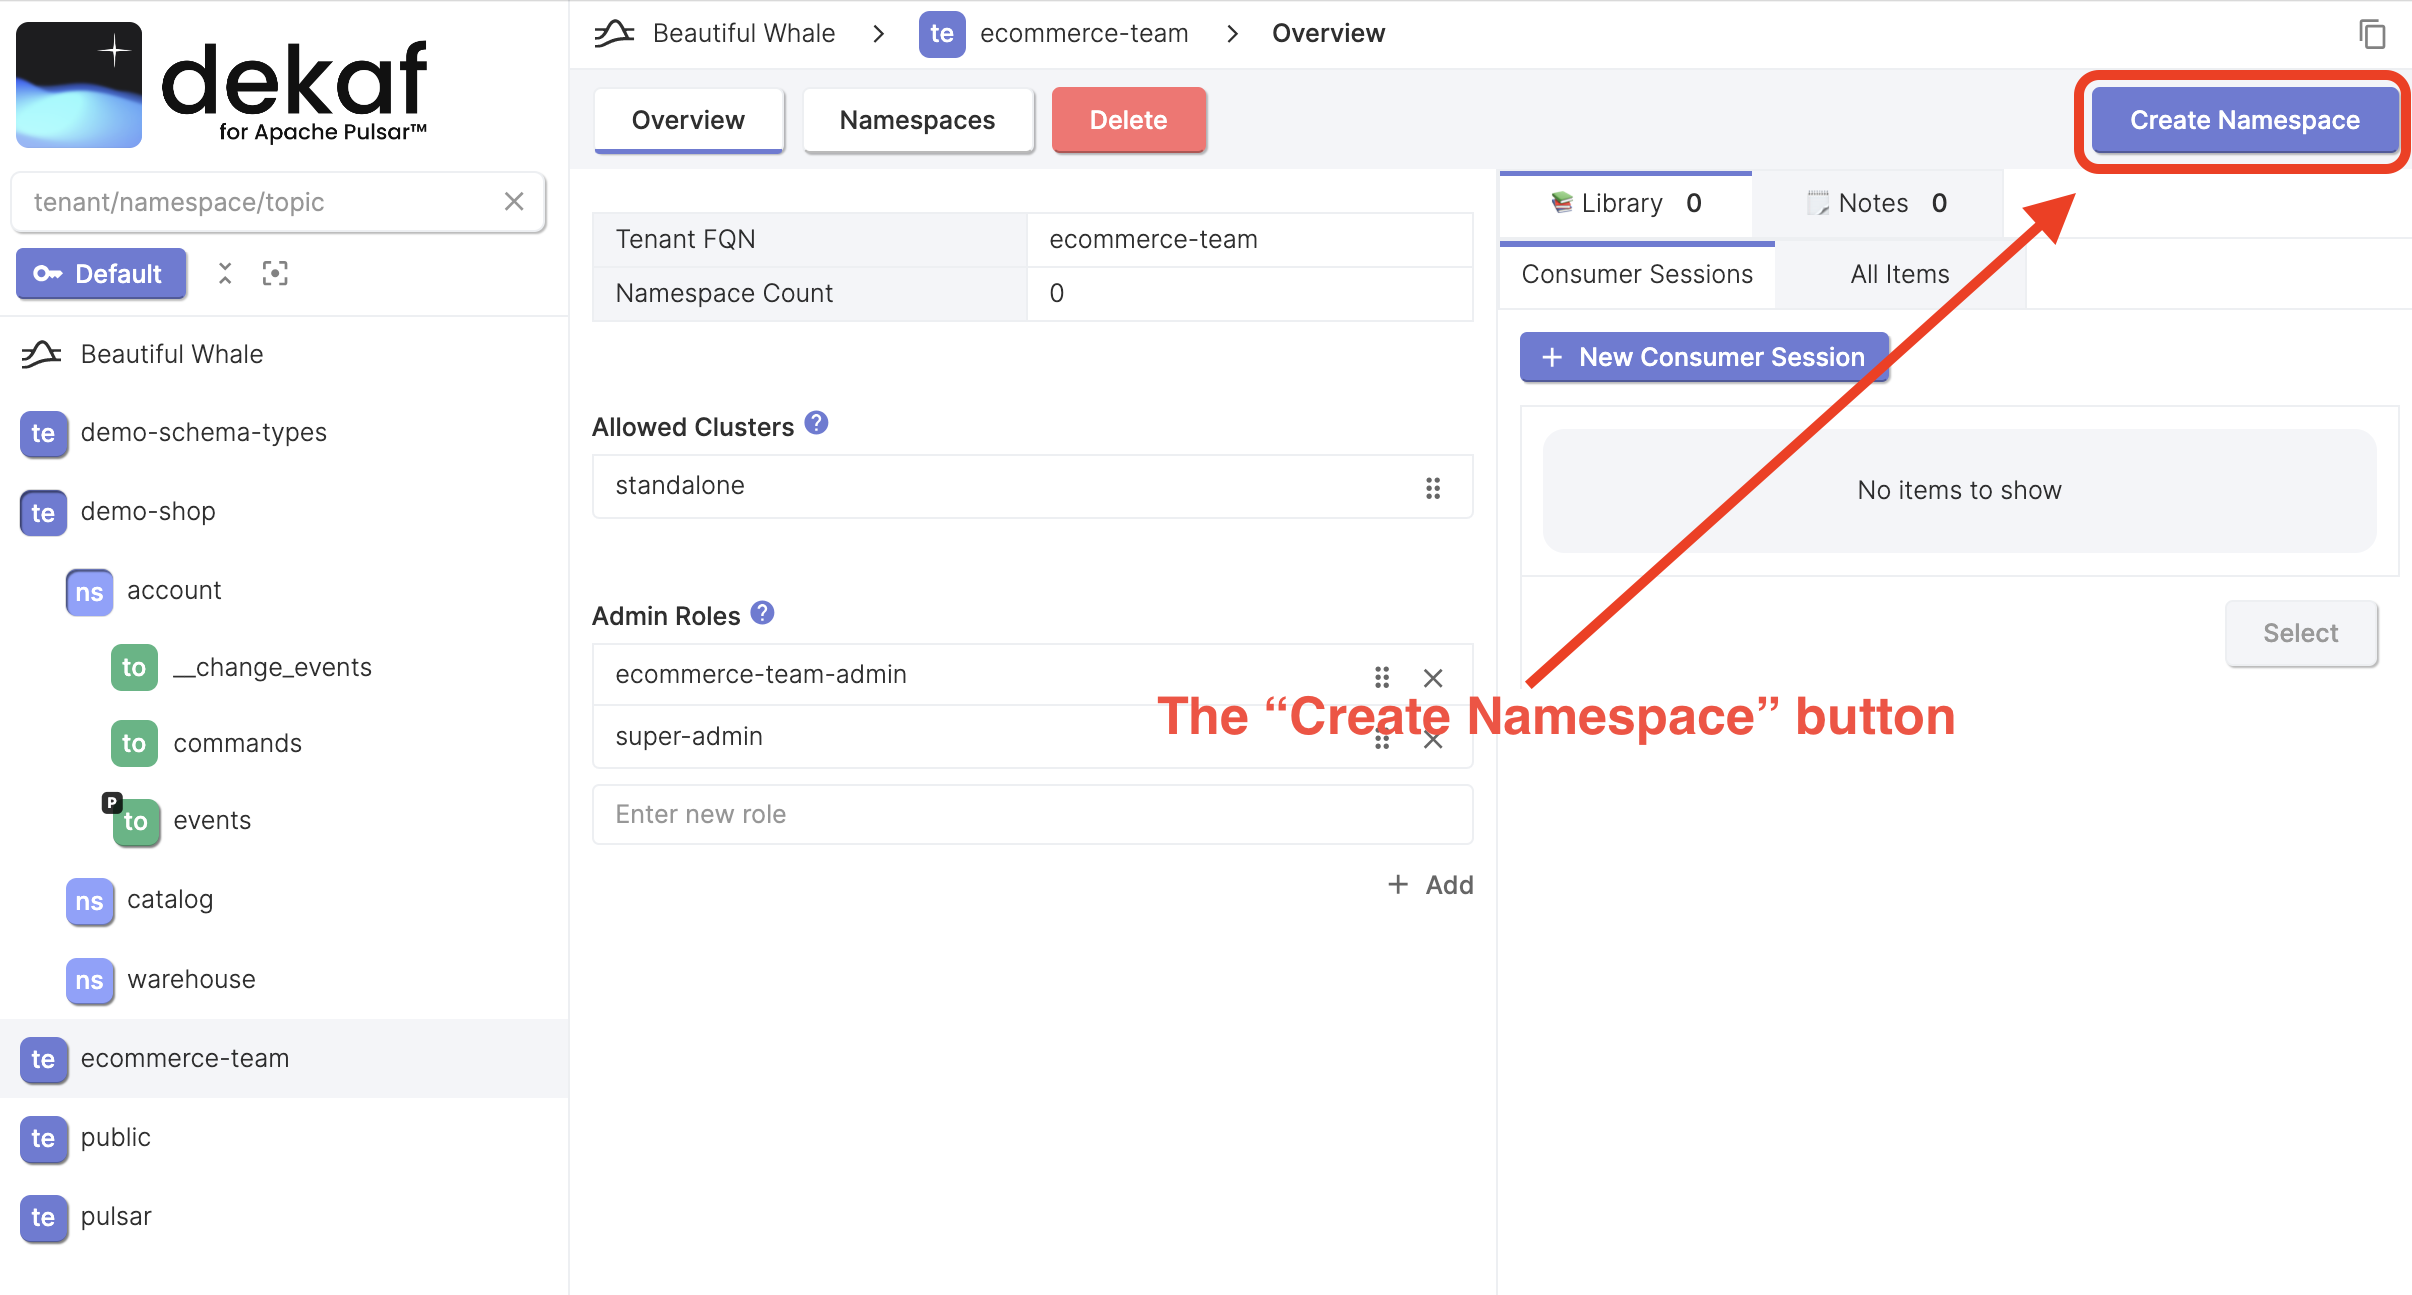 dekaf
for Apache Pulsar™
tenant/namespace/topic
Default
Beautiful Whale
te demo-schema-types
te demo-shop
ns account
to __change_events
to commands
P
to events
ns catalog
ns warehouse
te ecommerce-team
te public
te pulsar
Beautiful Whale > te ecommerce-team > Overview
Overview Namespaces Delete Create Namespace
Tenant FQN ecommerce-team
Namespace Count 0
Allowed Clusters ?
standalone
Admin Roles ?
ecommerce-team-admin
super-admin
Enter new role
+ Add
Library 0 Notes 0
Consumer Sessions All Items
+ New Consumer Session
No items to show
Select
The “Create Namespace” button